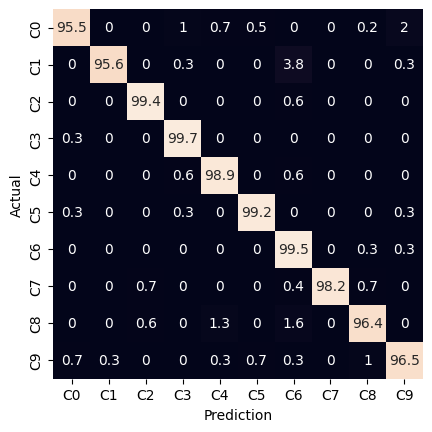 C0 95.5 0 0 1 0.7 0.5 0 0 0.2 2
C1 0 95.6 0 0.3 0 0 3.8 0 0 0.3
C2 0 0 99.4 0 0 0 0.6 0 0 0
C3 0.3 0 0 99.7 0 0 0 0 0 0
C4 0 0 0 0.6 98.9 0 0.6 0 0 0
C5 0.3 0 0 0.3 0 99.2 0 0 0 0.3
C6 0 0 0 0 0 0 99.5 0 0.3 0.3
C7 0 0 0.7 0 0 0 0.4 98.2 0.7 0
C8 0 0 0.6 0 1.3 0 1.6 0 96.4 0
C9 0.7 0.3 0 0 0.3 0.7 0.3 0 1 96.5
C0 C1 C2 C3 C4 C5 C6 C7 C8 C9
Prediction
Actual